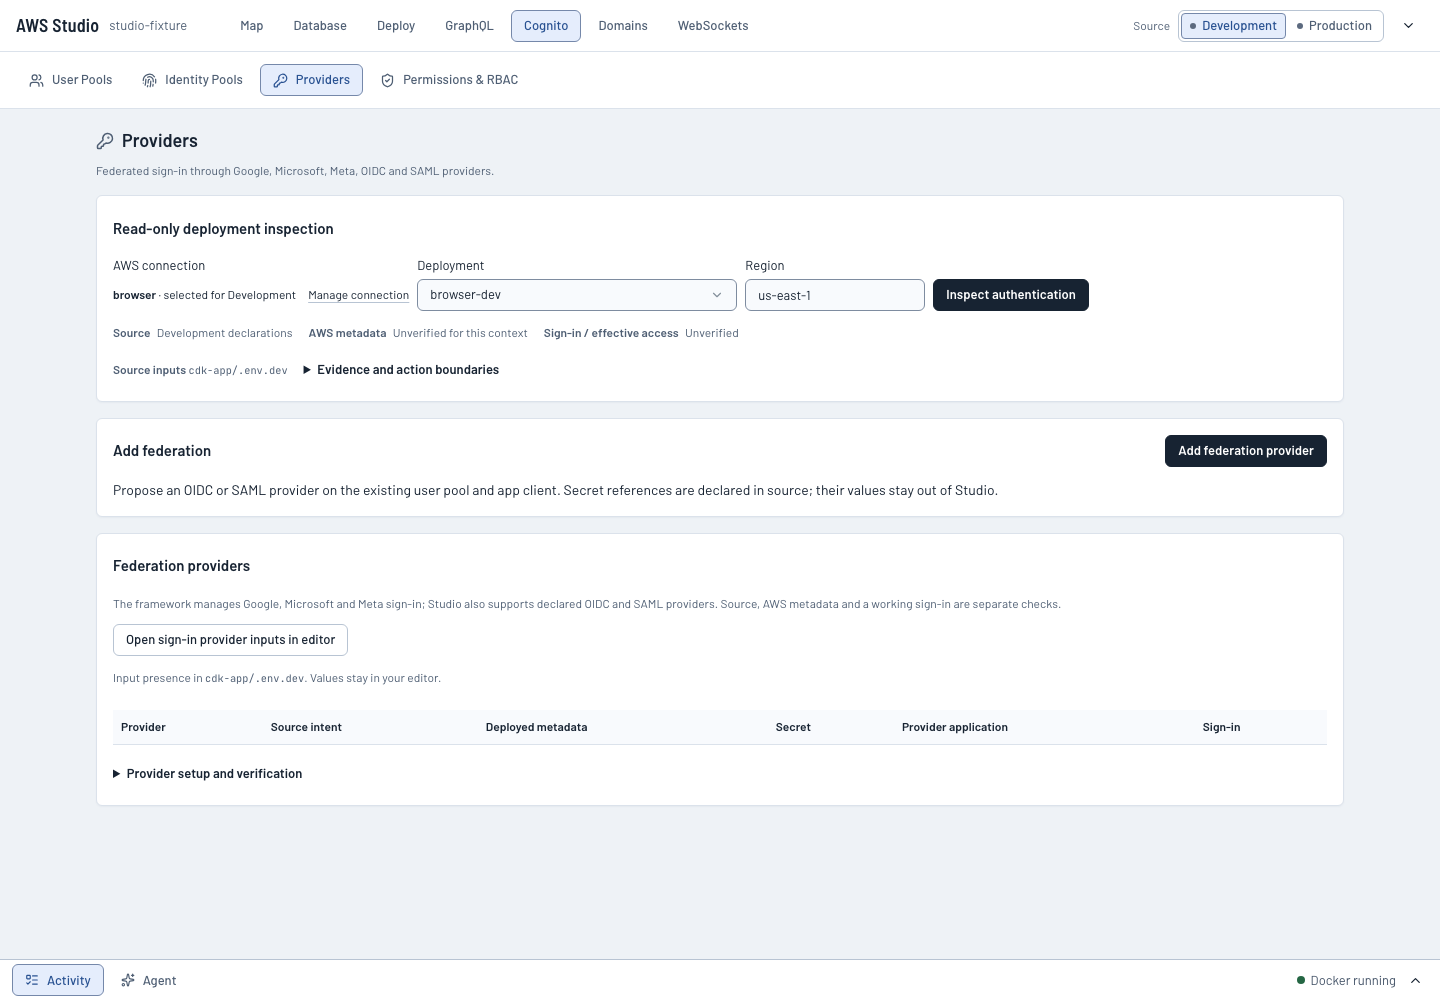 AWS Studio studio-fixture Map Database Deploy GraphQL Cognito Domains WebSockets Source Development Production
User Pools Identity Pools Providers Permissions & RBAC
Providers
Federated sign-in through Google, Microsoft, Meta, OIDC and SAML providers.
Read-only deployment inspection
AWS connection Deployment Region
browser · selected for Development Manage connection browser-dev us-east-1 Inspect authentication
Source Development declarations AWS metadata Unverified for this context Sign-in / effective access Unverified
Source inputs cdk-app/.env.dev Evidence and action boundaries
Add federation Add federation provider
Propose an OIDC or SAML provider on the existing user pool and app client. Secret references are declared in source; their values stay out of Studio.
Federation providers
The framework manages Google, Microsoft and Meta sign-in; Studio also supports declared OIDC and SAML providers. Source, AWS metadata and a working sign-in are separate checks.
Open sign-in provider inputs in editor
Input presence in cdk-app/.env.dev. Values stay in your editor.
Provider Source intent Deployed metadata Secret Provider application Sign-in
Provider setup and verification
Activity Agent Docker running